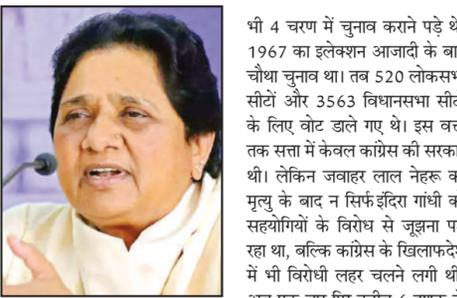 भी 4 चरण में चुनाव कराने पड़े थे
1967 का इलेक्शन आजादी के बा
चौथा चुनाव था। तब 520 लोकसभ
सीटों और 3563 विधानसभा सीट
के लिए वोट डाले गए थे। इस वक्त
तक सत्ता में केवल कांग्रेस की सरका
थी। लेकिन जवाहर लाल नेहरू क
मृत्यु के बाद न सिर्फ इंदिरा गांधी क
सहयोगियों के विरोध से जूझना प
रहा था, बल्कि कांग्रेस के खिलाफ देश
में भी विरोधी लहर चलने लगी थी